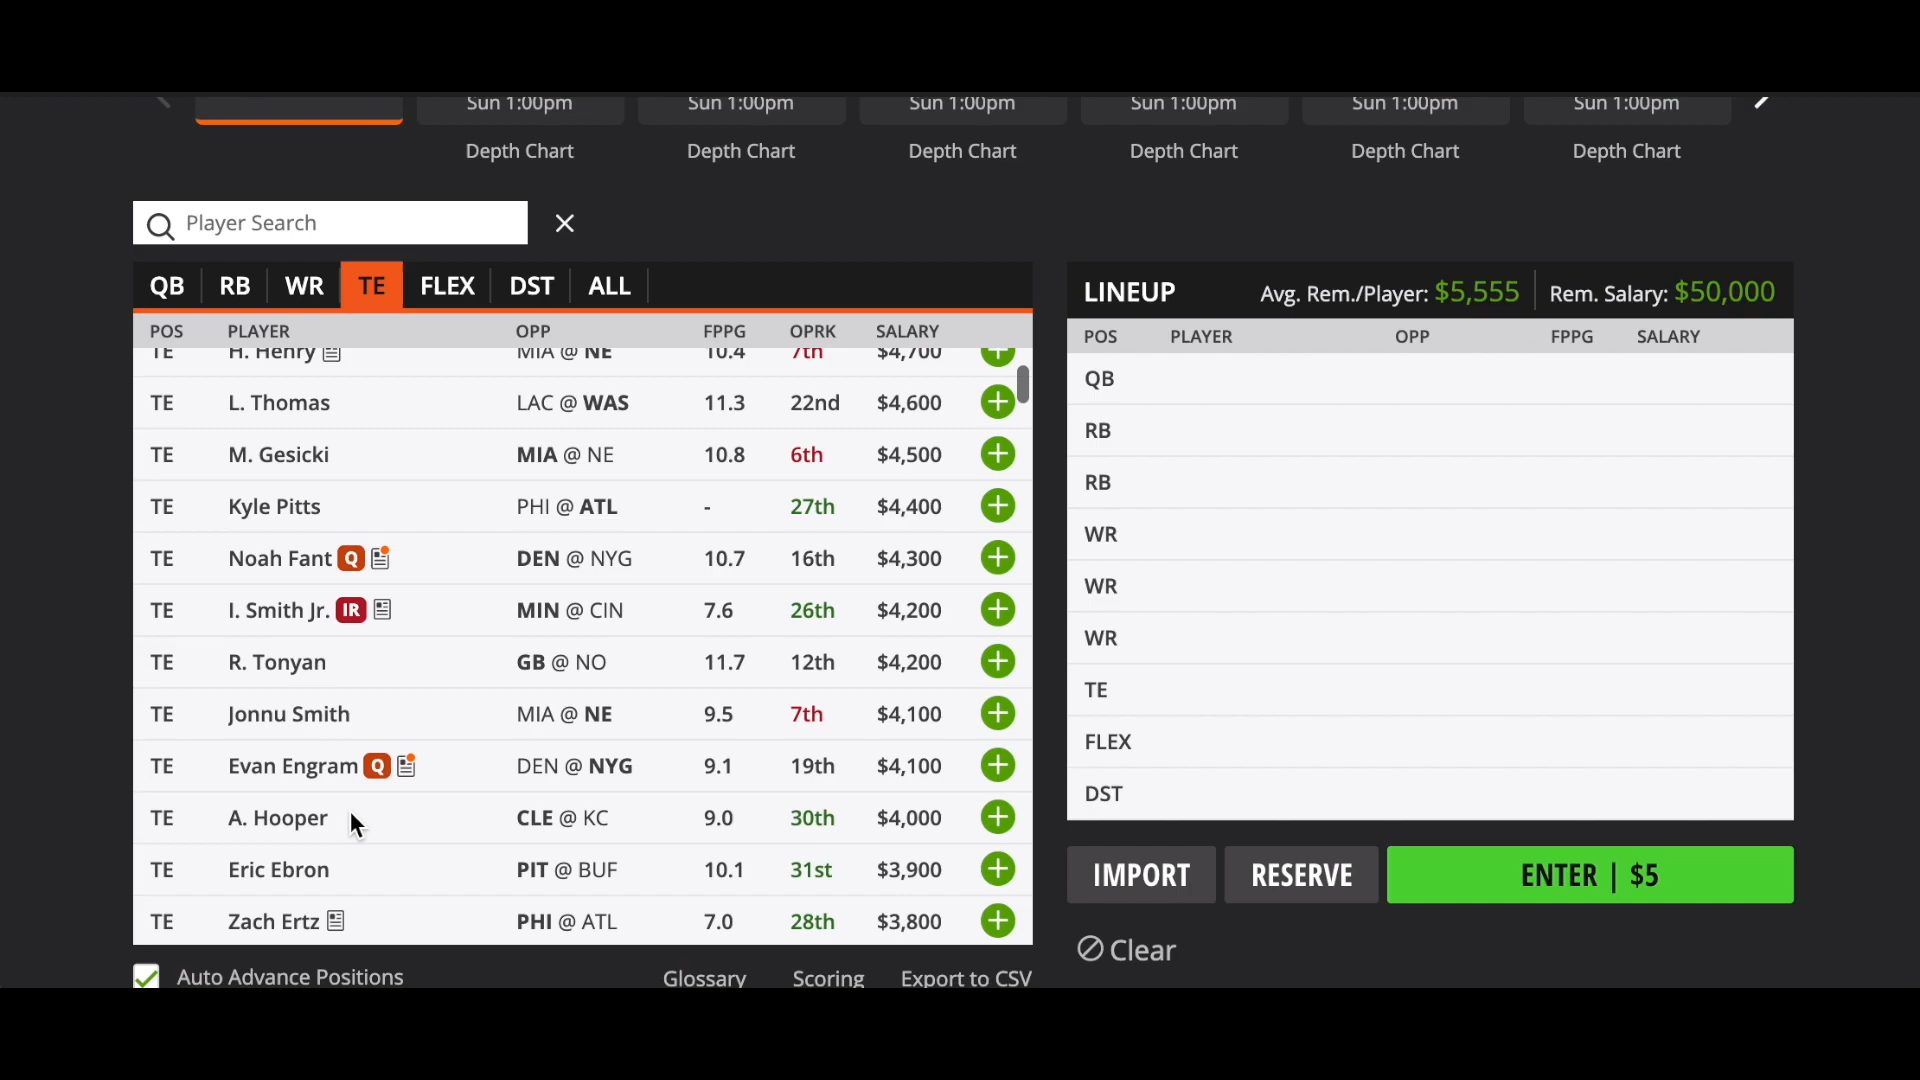 Sun 1:00pm Sun 1:00pm Sun 1:00pm Sun 1:00pm Sun 1:00pm Sun 1:00pm
Depth Chart Depth Chart Depth Chart Depth Chart Depth Chart Depth Chart
Player Search
QB RB WR TE FLEX DST ALL
POS PLAYER OPP FPPG OPRK SALARY
TE H. Henry MIA @ NE 10.4 7th $4,700
TE L. Thomas LAC @ WAS 11.3 22nd $4,600
TE M. Gesicki MIA @ NE 10.8 6th $4,500
TE Kyle Pitts PHI @ ATL - 27th $4,400
TE Noah Fant Q DEN @ NYG 10.7 16th $4,300
TE I. Smith Jr. IR MIN @ CIN 7.6 26th $4,200
TE R. Tonyan GB @ NO 11.7 12th $4,200
TE Jonnu Smith MIA @ NE 9.5 7th $4,100
TE Evan Engram Q DEN @ NYG 9.1 19th $4,100
TE A. Hooper CLE @ KC 9.0 30th $4,000
TE Eric Ebron PIT @ BUF 10.1 31st $3,900
TE Zach Ertz PHI @ ATL 7.0 28th $3,800
Auto Advance Positions Glossary Scoring Export to CSV
LINEUP Avg. Rem./Player: $5,555 Rem. Salary: $50,000
POS PLAYER OPP FPPG SALARY
QB
RB
RB
WR
WR
WR
TE
FLEX
DST
IMPORT RESERVE ENTER | $5
Clear